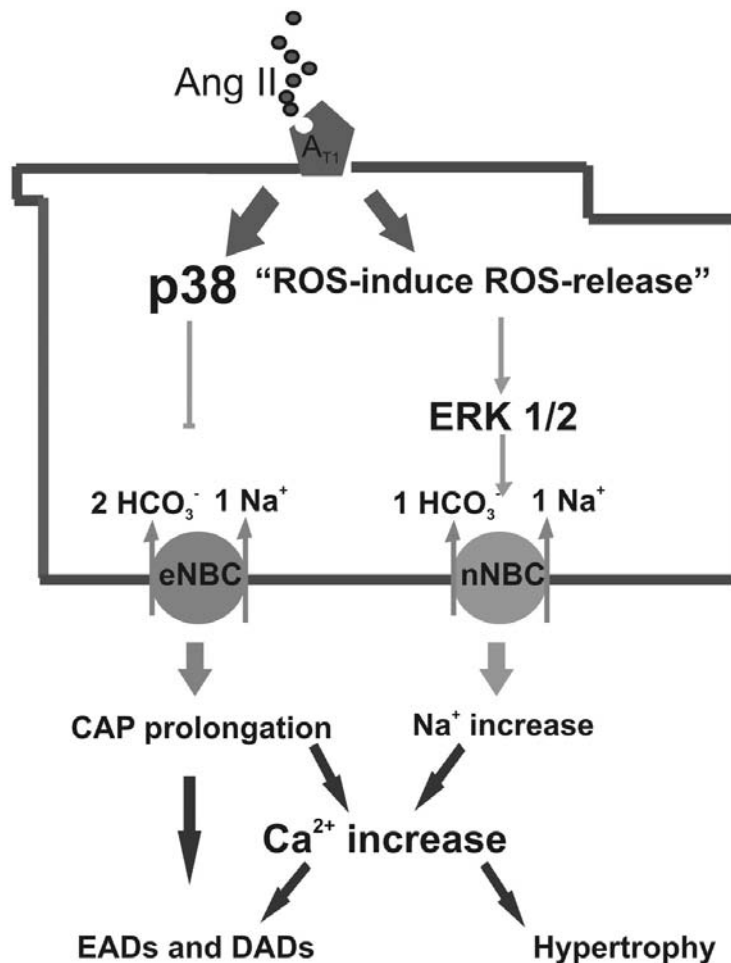 Ang II
A_T1
p38 “ROS-induce ROS-release”
ERK 1/2
2 HCO₃⁻ 1 Na⁺ 1 HCO₃⁻ 1 Na⁺
eNBC nNBC
CAP prolongation Na⁺ increase
Ca²⁺ increase
EADs and DADs Hypertrophy